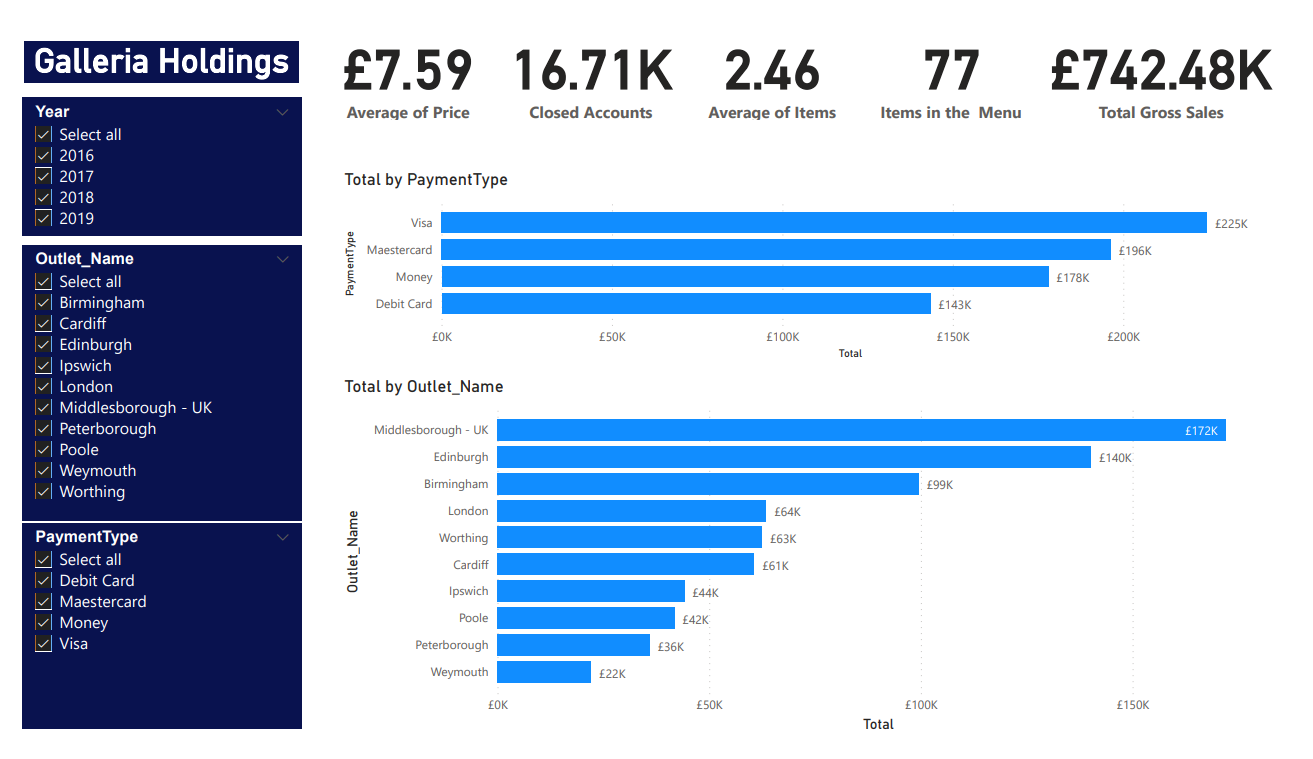 Galleria Holdings
Year
Select all
2016
2017
2018
2019
Outlet_Name
Select all
Birmingham
Cardiff
Edinburgh
Ipswich
London
Middlesborough - UK
Peterborough
Poole
Weymouth
Worthing
PaymentType
Select all
Debit Card
Maestercard
Money
Visa
£7.59
Average of Price
16.71K
Closed Accounts
2.46
Average of Items
77
Items in the Menu
£742.48K
Total Gross Sales
Total by PaymentType
PaymentType
Visa £225K
Maestercard £196K
Money £178K
Debit Card £143K
£0K £50K £100K £150K £200K
Total
Total by Outlet_Name
Outlet_Name
Middlesborough - UK £172K
Edinburgh £140K
Birmingham £99K
London £64K
Worthing £63K
Cardiff £61K
Ipswich £44K
Poole £42K
Peterborough £36K
Weymouth £22K
£0K £50K £100K £150K
Total